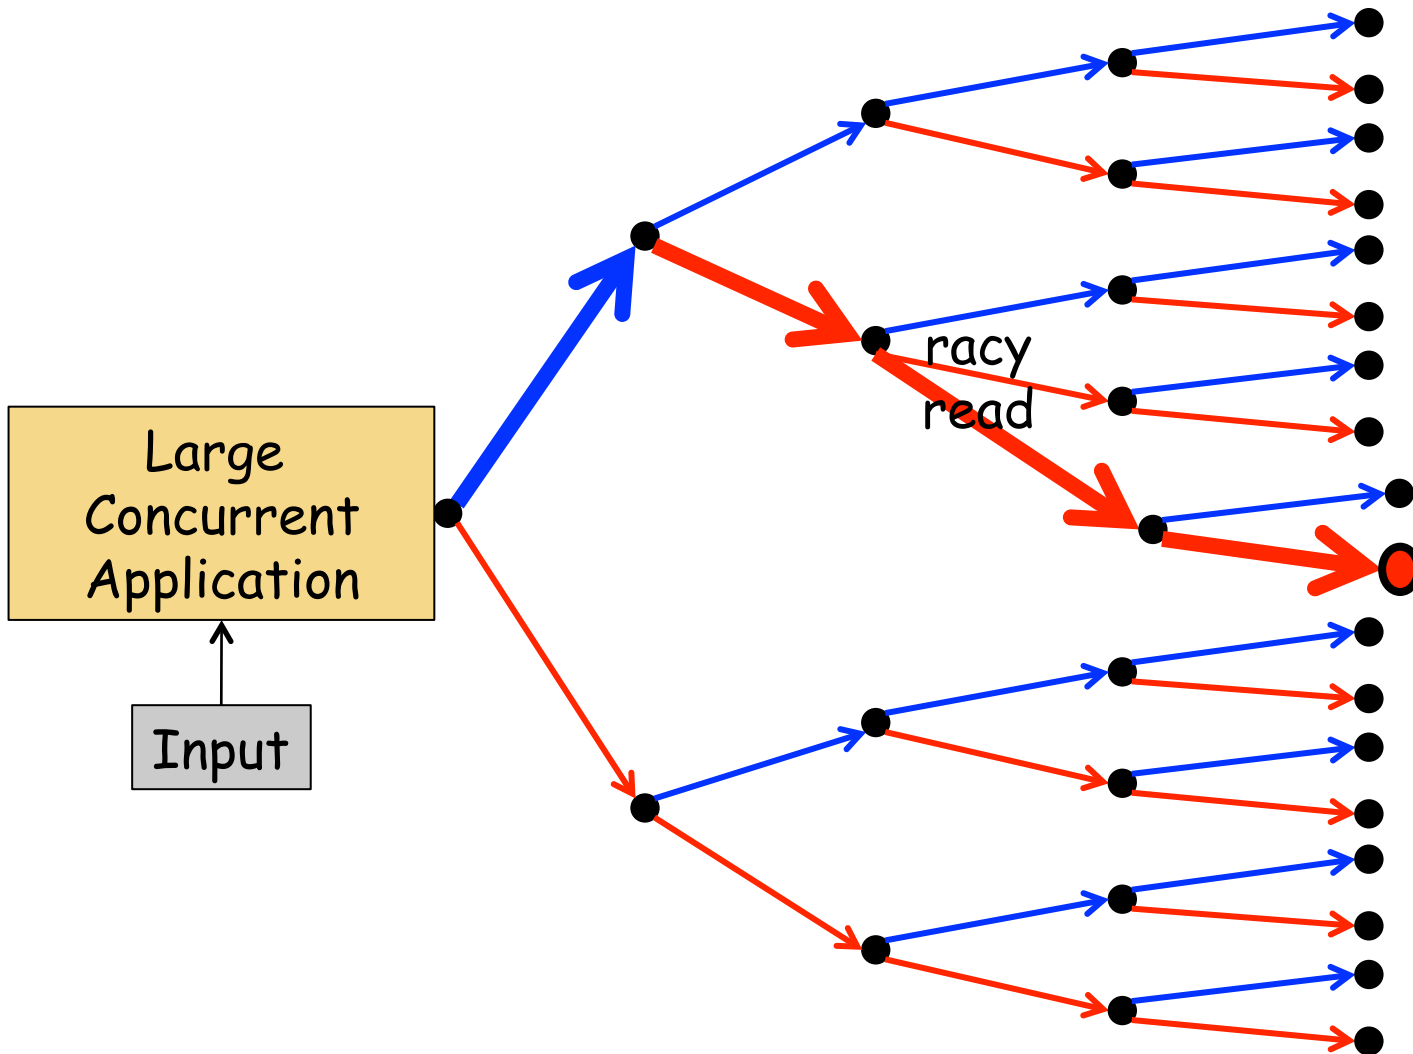 racy
read
Large
Concurrent
Application
Input